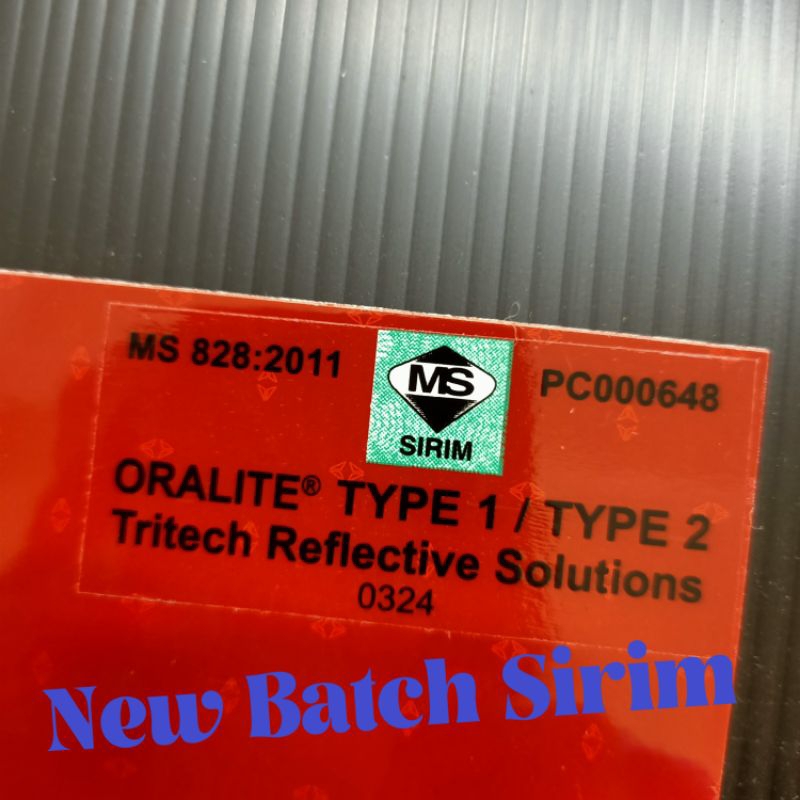 MS 828:2011
MS
SIRIM
PC000648
ORALITE® TYPE 1 / TYPE 2
Tritech Reflective Solutions
0324
New Batch Sirim